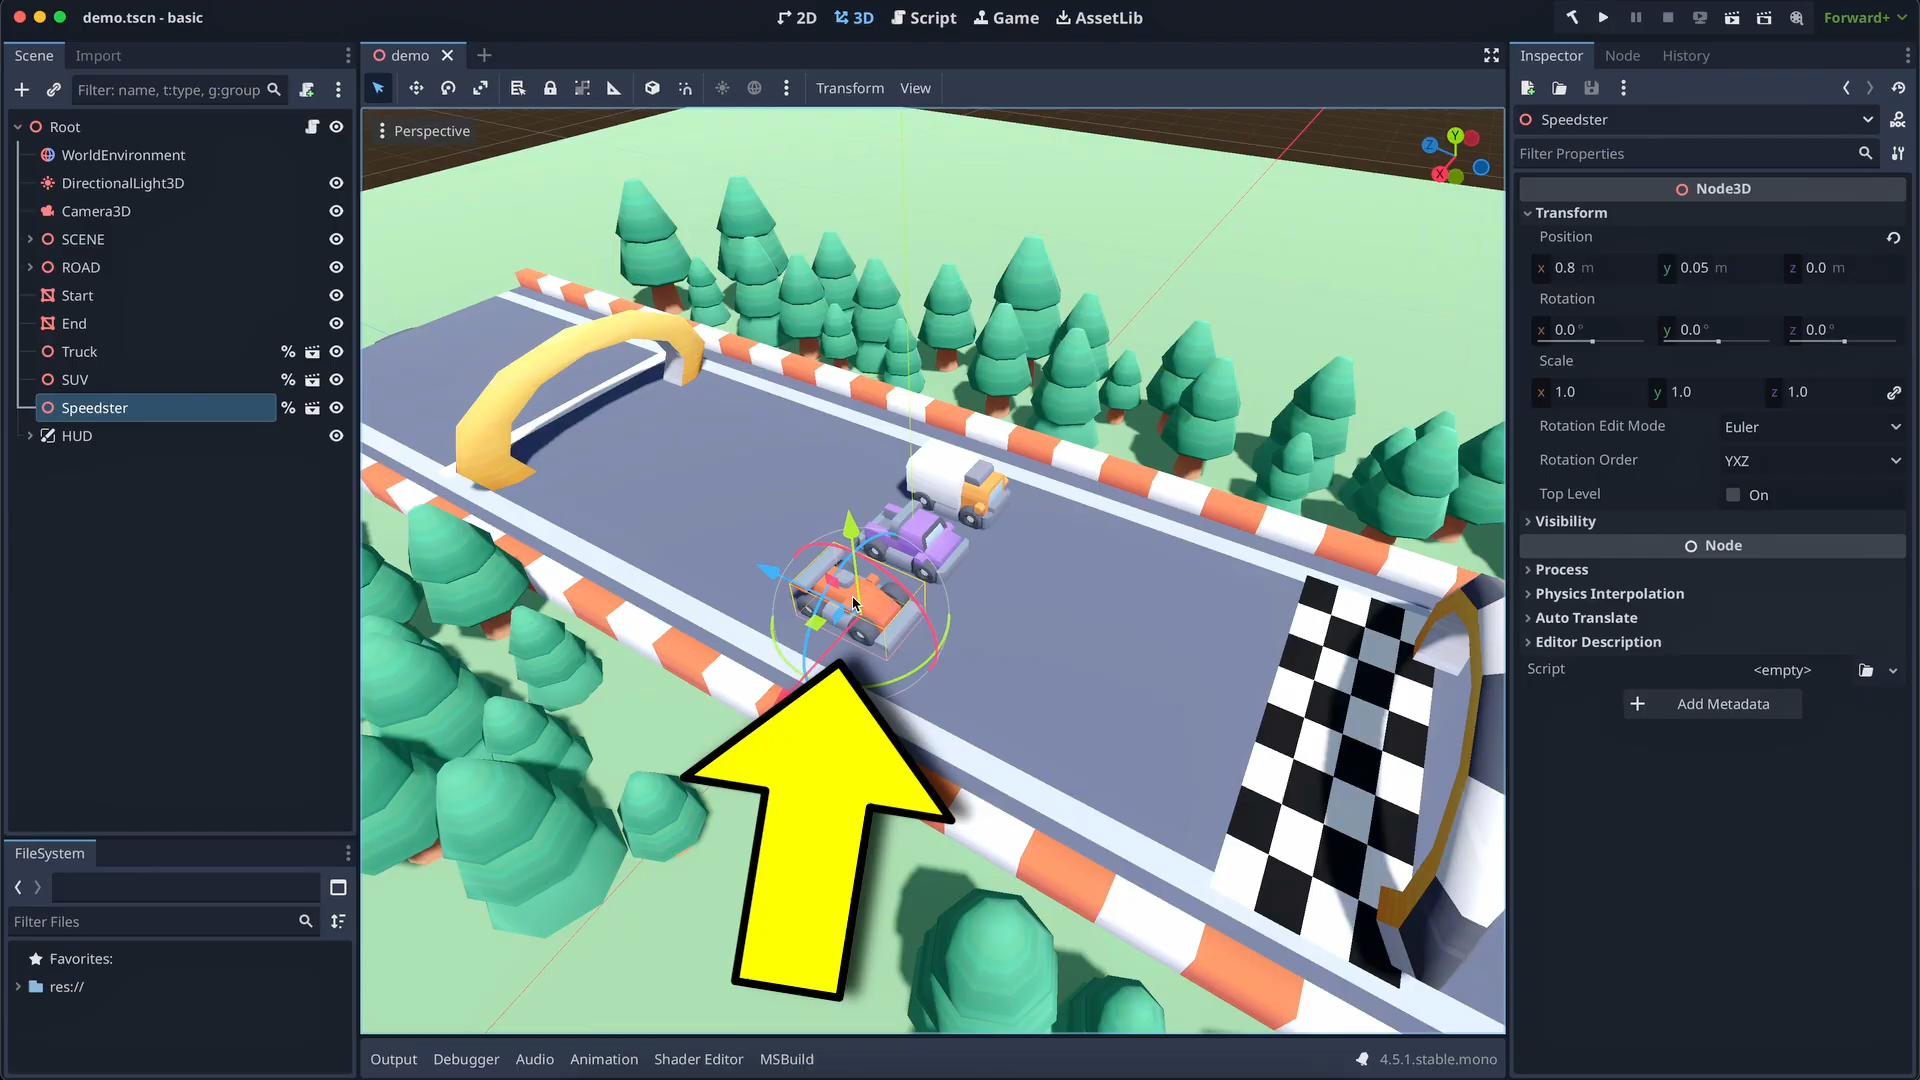 demo.tscn - basic
2D 3D Script Game AssetLib
Forward+
Scene Import
Filter: name, t:type, g:group
Root
WorldEnvironment
DirectionalLight3D
Camera3D
SCENE
ROAD
Start
End
Truck
SUV
Speedster
HUD
FileSystem
Filter Files
Favorites:
res://
demo
Transform View
Perspective
Y
Z
X
Output Debugger Audio Animation Shader Editor MSBuild
4.5.1.stable.mono
Inspector Node History
Speedster
Filter Properties
Node3D
Transform
Position
x 0.8 m y 0.05 m z 0.0 m
Rotation
x 0.0° y 0.0° z 0.0°
Scale
x 1.0 y 1.0 z 1.0
Rotation Edit Mode Euler
Rotation Order YXZ
Top Level On
Visibility
Node
Process
Physics Interpolation
Auto Translate
Editor Description
Script <empty>
Add Metadata